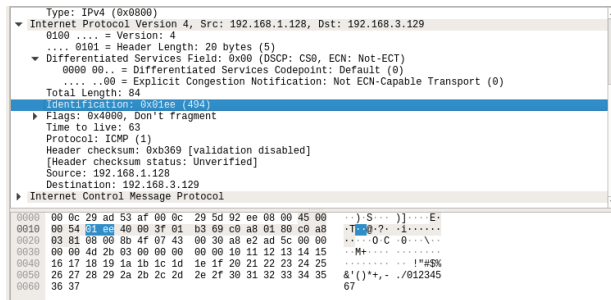 Type: IPv4 (0x0800)
Internet Protocol Version 4, Src: 192.168.1.128, Dst: 192.168.3.129
0100 .... = Version: 4
.... 0101 = Header Length: 20 bytes (5)
Differentiated Services Field: 0x00 (DSCP: CS0, ECN: Not-ECT)
0000 00.. = Differentiated Services Codepoint: Default (0)
.... ..00 = Explicit Congestion Notification: Not ECN-Capable Transport (0)
Total Length: 84
Identification: 0x01ee (494)
Flags: 0x4000, Don't fragment
Time to live: 63
Protocol: ICMP (1)
Header checksum: 0xb369 [validation disabled]
[Header checksum status: Unverified]
Source: 192.168.1.128
Destination: 192.168.3.129
Internet Control Message Protocol
0000 00 0c 29 ad 53 af 00 0c 29 5d 92 ee 08 00 45 00 ··)·S··· )]····E·
0010 00 54 01 ee 40 00 3f 01 b3 69 c0 a8 01 80 c0 a8 ·T··@·?· ·i······
0020 03 81 08 00 8b 4f 07 43 00 30 a8 e2 ad 5c 00 00 ·····O·C ·0···\··
0030 00 00 4d 2b 03 00 00 00 00 00 10 11 12 13 14 15 ··M+···· ········
0040 16 17 18 19 1a 1b 1c 1d 1e 1f 20 21 22 23 24 25 ········ ·· !"#$%
0050 26 27 28 29 2a 2b 2c 2d 2e 2f 30 31 32 33 34 35 &'()*+,- ./012345
0060 36 37 67